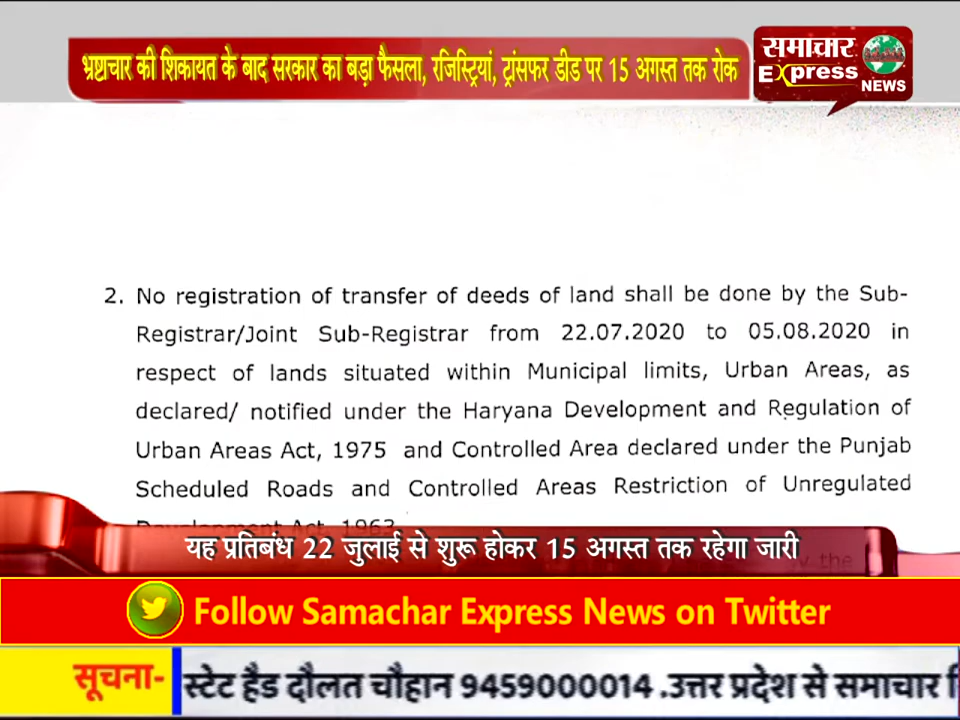 भ्रष्टाचार की शिकायत के बाद सरकार का बड़ा फैसला, रजिस्ट्रियां, ट्रांसफर डीड पर 15 अगस्त तक रोक
समाचार
Express
NEWS
2. No registration of transfer of deeds of land shall be done by the Sub-
Registrar/Joint Sub-Registrar from 22.07.2020 to 05.08.2020 in
respect of lands situated within Municipal limits, Urban Areas, as
declared/ notified under the Haryana Development and Regulation of
Urban Areas Act, 1975 and Controlled Area declared under the Punjab
Scheduled Roads and Controlled Areas Restriction of Unregulated
Development Act, 1963
by the
यह प्रतिबंध 22 जुलाई से शुरू होकर 15 अगस्त तक रहेगा जारी
Follow Samachar Express News on Twitter
सूचना- स्टेट हैड दौलत चौहान 9459000014 .उत्तर प्रदेश से समाचार